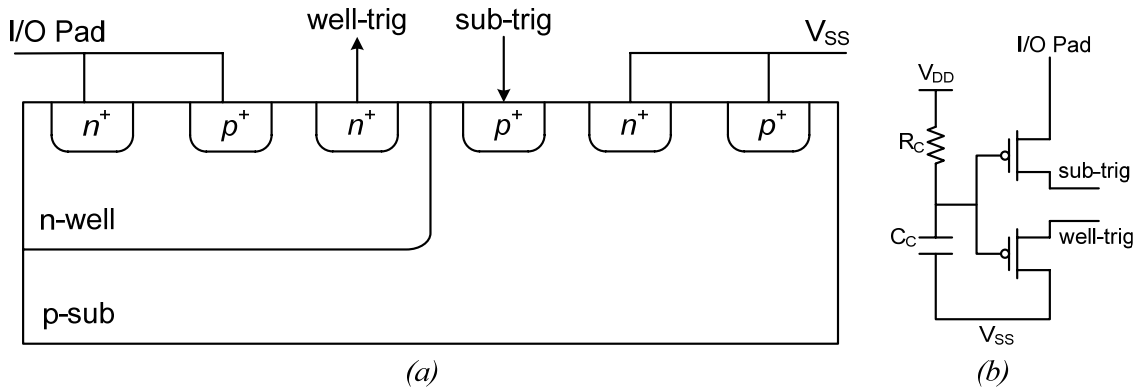 I/O Pad
well-trig
sub-trig
VSS
n+
p+
n+
p+
n+
p+
n-well
p-sub
(a)
I/O Pad
VDD
RC
sub-trig
well-trig
CC
VSS
(b)